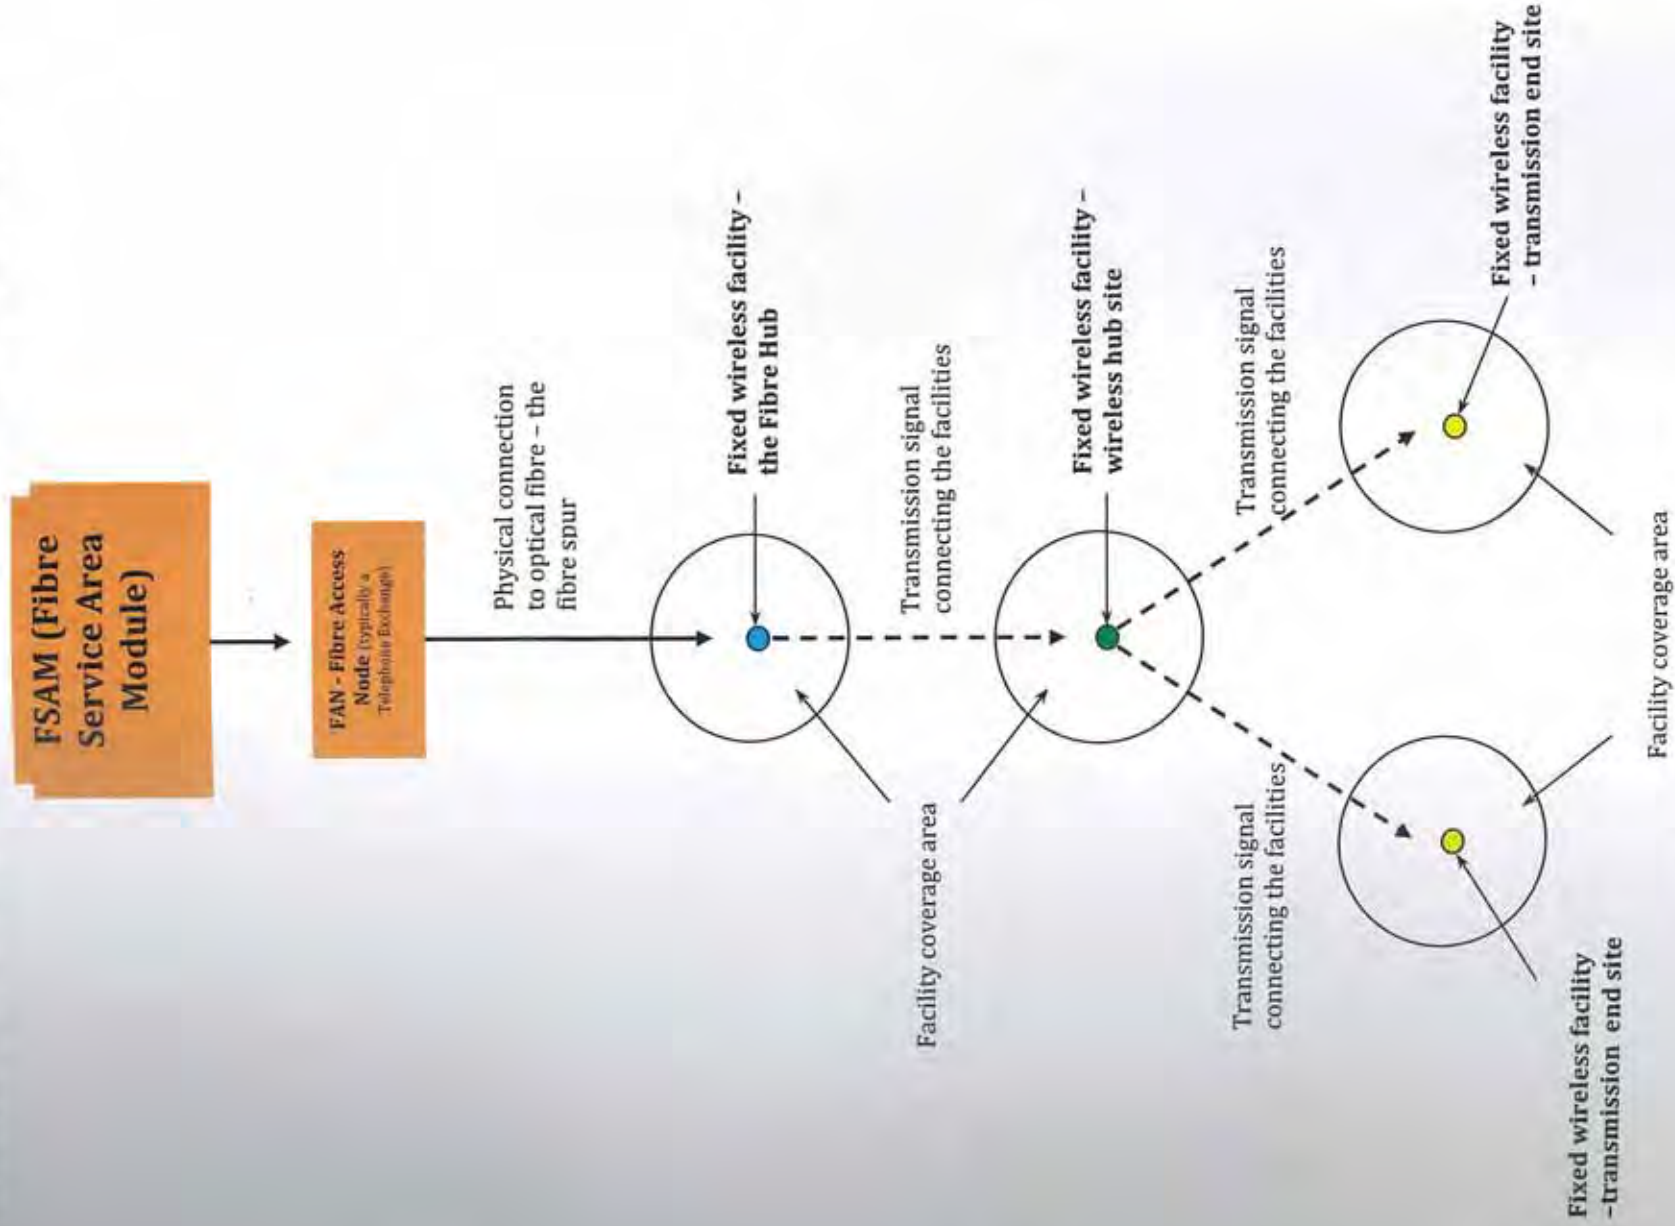 FSAM (Fibre
Service Area
Module)
FAN - Fibre Access
Node (typically a
Telephone Exchange)
Physical connection
to optical fibre – the
fibre spur
Fixed wireless facility –
the Fibre Hub
Transmission signal
connecting the facilities
Facility coverage area
Fixed wireless facility –
wireless hub site
Transmission signal
connecting the facilities
Transmission signal
connecting the facilities
Fixed wireless facility
– transmission end site
Fixed wireless facility
–transmission end site
Facility coverage area